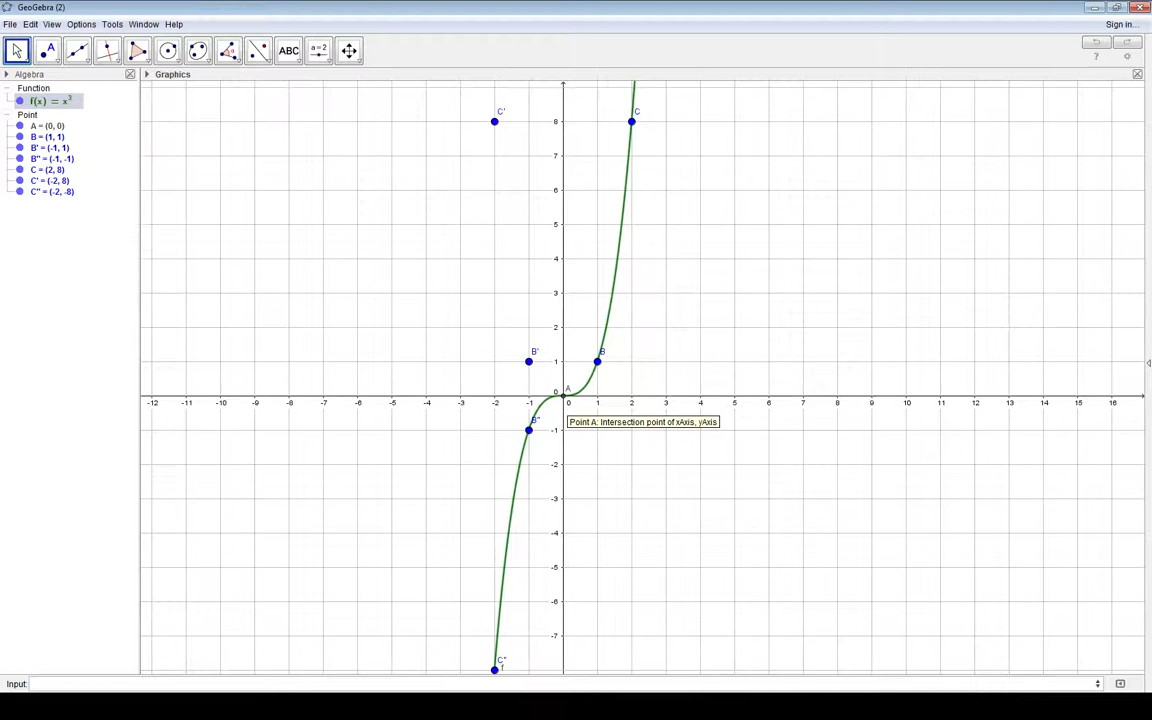 GeoGebra (2)
File Edit View Options Tools Window Help
Sign in...
ABC
a = 2
Algebra
Graphics
Function
f(x) = x³
Point
A = (0, 0)
B = (1, 1)
B' = (-1, 1)
B'' = (-1, -1)
C = (2, 8)
C' = (-2, 8)
C'' = (-2, -8)
C' C
8
7
6
5
4
3
2
B' B
1
0 A
-12 -11 -10 -9 -8 -7 -6 -5 -4 -3 -2 -1 0 1 2 3 4 5 6 7 8 9 10 11 12 13 14 15 16
B''
Point A: Intersection point of xAxis, yAxis
-1
-2
-3
-4
-5
-6
-7
C''
f
Input: